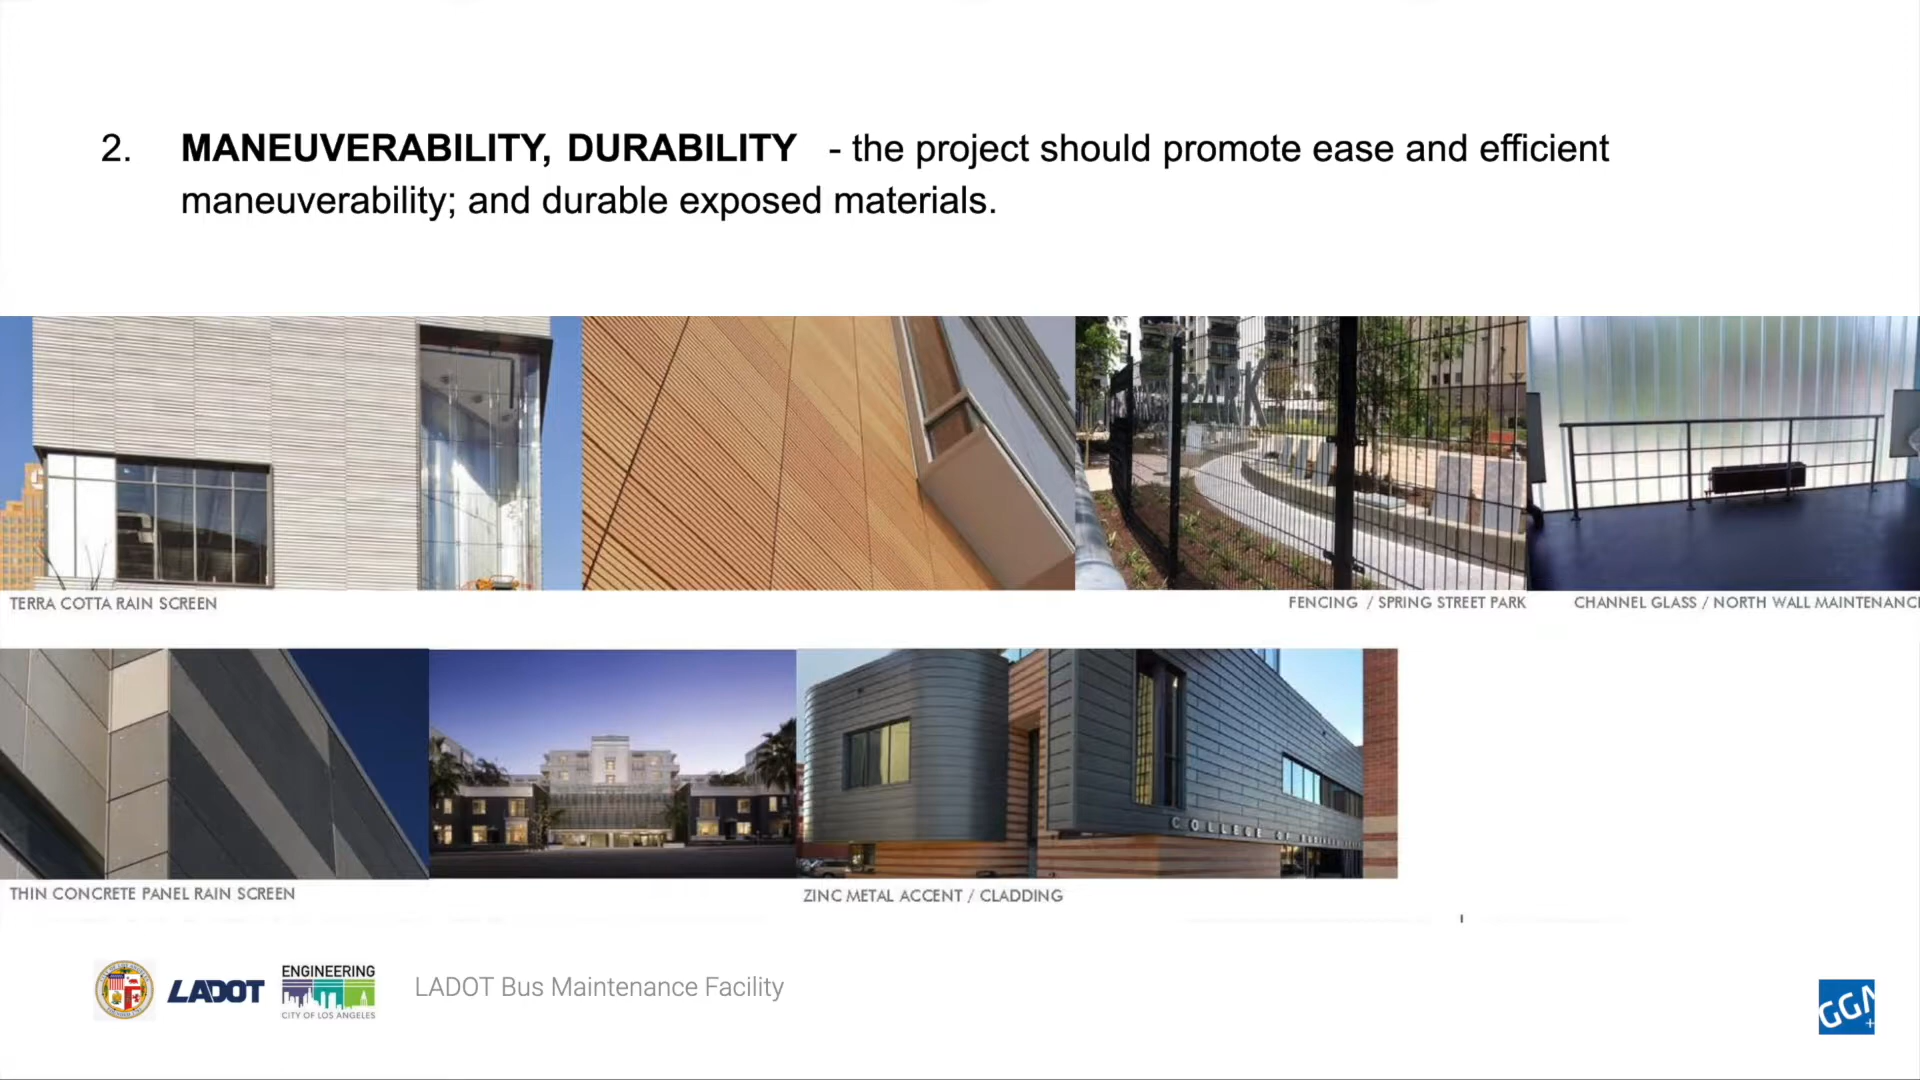 2. MANEUVERABILITY, DURABILITY - the project should promote ease and efficient
maneuverability; and durable exposed materials.
PARK
TERRA COTTA RAIN SCREEN
FENCING / SPRING STREET PARK
CHANNEL GLASS / NORTH WALL MAINTENANC
COLLEGE OF
THIN CONCRETE PANEL RAIN SCREEN
ZINC METAL ACCENT / CLADDING
LADOT
ENGINEERING
CITY OF LOS ANGELES
LADOT Bus Maintenance Facility
GGA
+